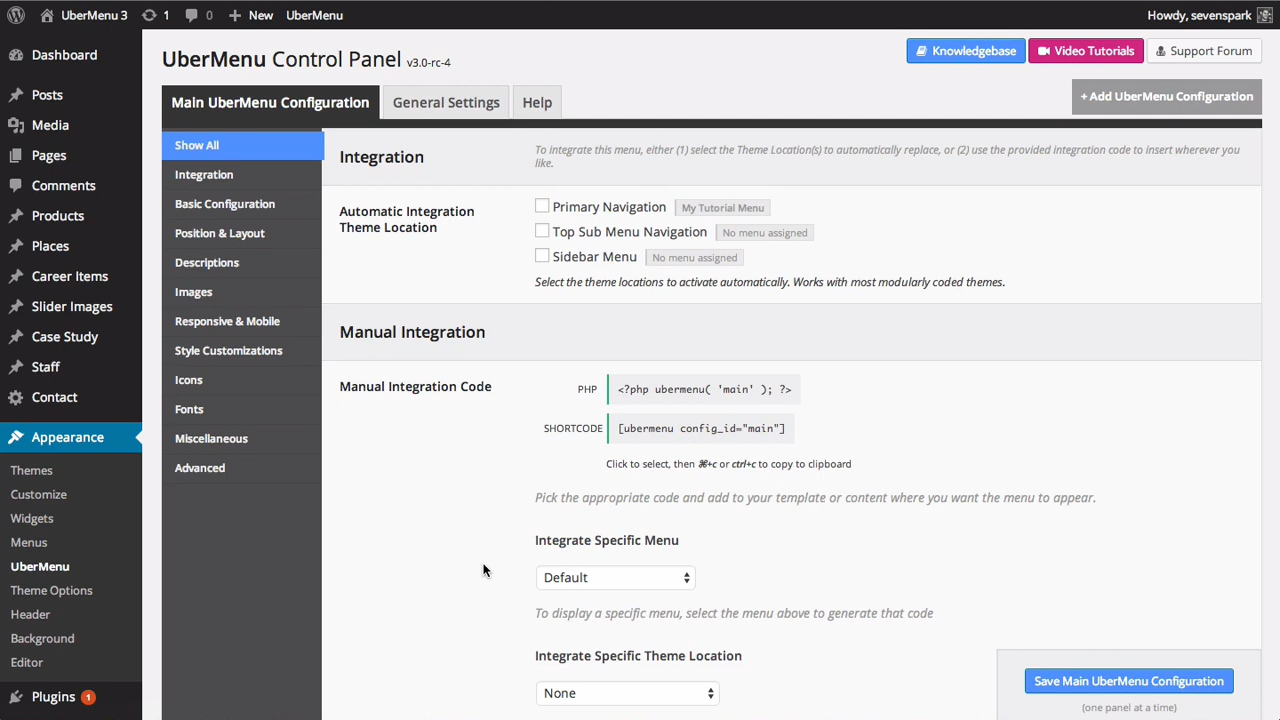 UberMenu 3
1
0
New
UberMenu
Howdy, sevenspark
Dashboard
Posts
Media
Pages
Comments
Products
Places
Career Items
Slider Images
Case Study
Staff
Contact
Appearance
Themes
Customize
Widgets
Menus
UberMenu
Theme Options
Header
Background
Editor
Plugins 1
UberMenu Control Panel v3.0-rc-4
Knowledgebase
Video Tutorials
Support Forum
Main UberMenu Configuration
General Settings
Help
+ Add UberMenu Configuration
Show All
Integration
Basic Configuration
Position & Layout
Descriptions
Images
Responsive & Mobile
Style Customizations
Icons
Fonts
Miscellaneous
Advanced
Integration
To integrate this menu, either (1) select the Theme Location(s) to automatically replace, or (2) use the provided integration code to insert wherever you
like.
Automatic Integration
Theme Location
Primary Navigation My Tutorial Menu
Top Sub Menu Navigation No menu assigned
Sidebar Menu No menu assigned
Select the theme locations to activate automatically. Works with most modularly coded themes.
Manual Integration
Manual Integration Code
PHP <?php ubermenu( 'main' ); ?>
SHORTCODE [ubermenu config_id="main"]
Click to select, then ⌘+c or ctrl+c to copy to clipboard
Pick the appropriate code and add to your template or content where you want the menu to appear.
Integrate Specific Menu
Default
To display a specific menu, select the menu above to generate that code
Integrate Specific Theme Location
None
Save Main UberMenu Configuration
(one panel at a time)